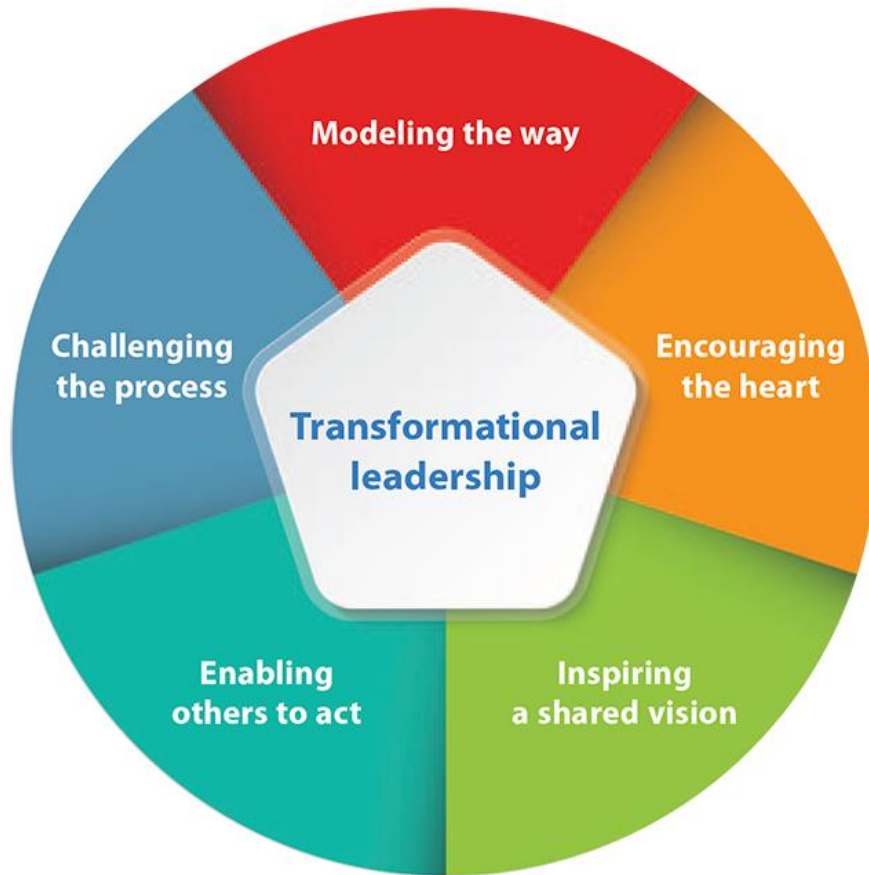 Modeling the way
Encouraging
the heart
Inspiring
a shared vision
Enabling
others to act
Challenging
the process
Transformational
leadership